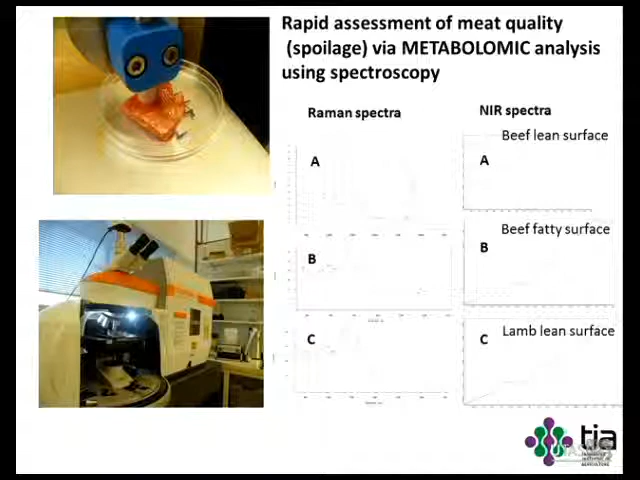 Rapid assessment of meat quality
(spoilage) via METABOLOMIC analysis
using spectroscopy
Raman spectra
NIR spectra
Beef lean surface
A
A
Beef fatty surface
B
B
Lamb lean surface
C
C
tia